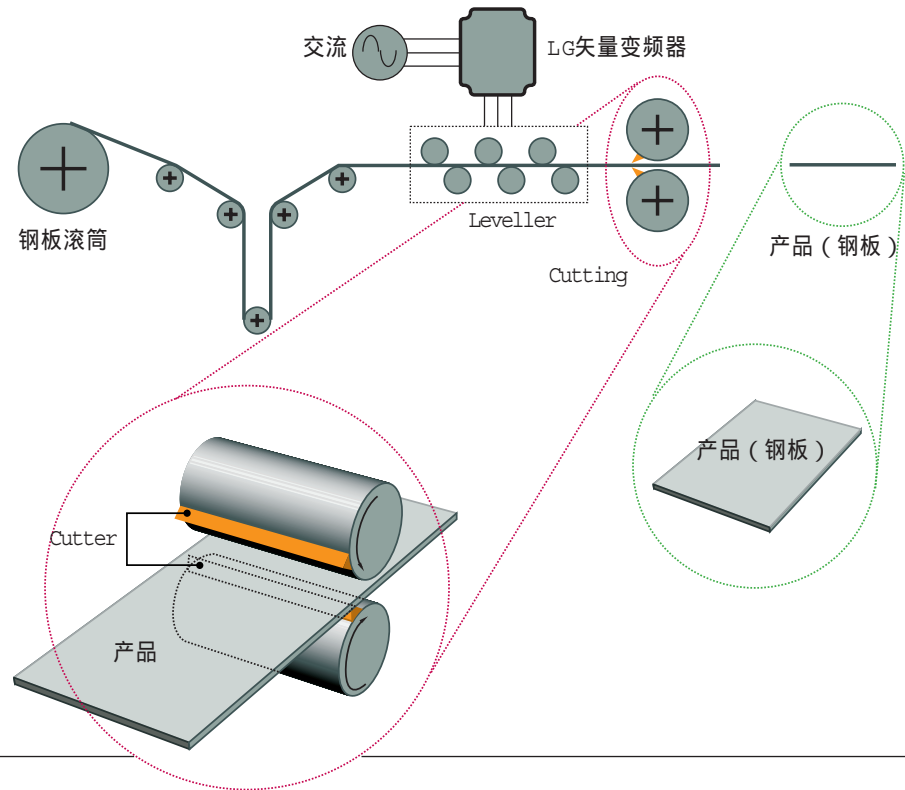 交流
LG矢量变频器
钢板滚筒
Leveller
Cutting
产品（钢板）
产品（钢板）
Cutter
产品